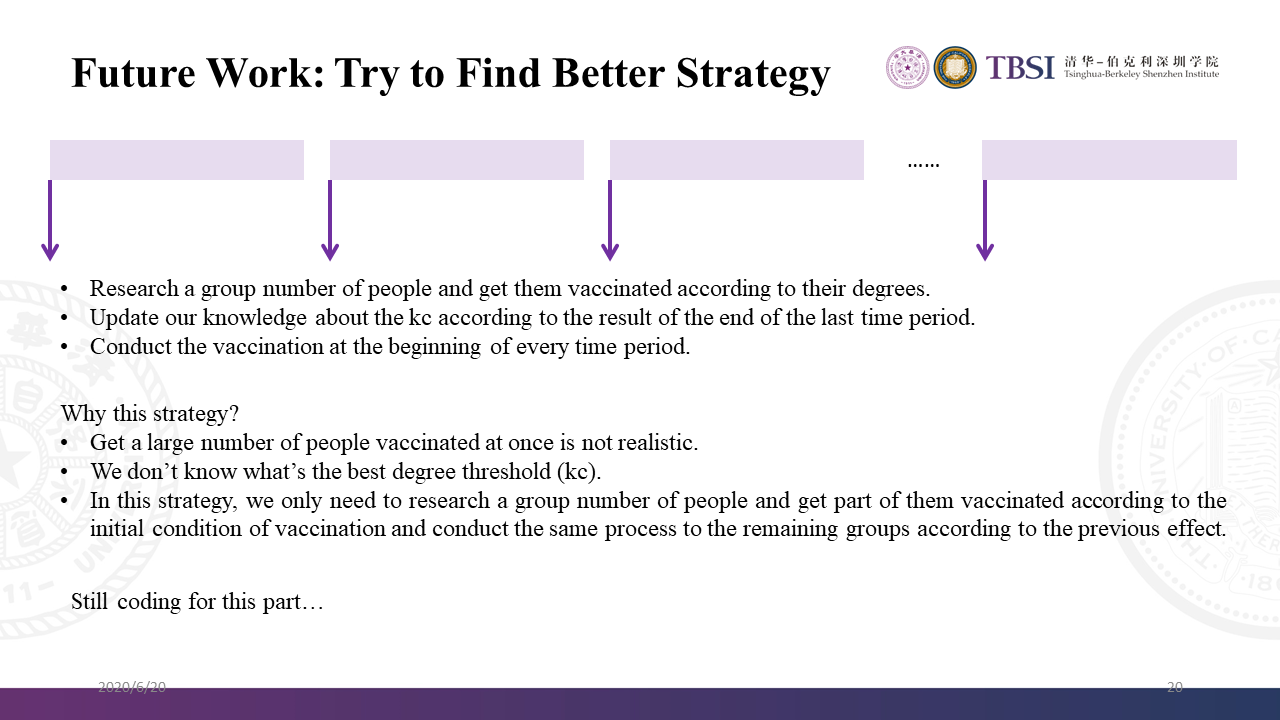 Future Work: Try to Find Better Strategy
TBSI 清华-伯克利深圳学院
Tsinghua-Berkeley Shenzhen Institute
......
• Research a group number of people and get them vaccinated according to their degrees.
• Update our knowledge about the kc according to the result of the end of the last time period.
• Conduct the vaccination at the beginning of every time period.
Why this strategy?
• Get a large number of people vaccinated at once is not realistic.
• We don’t know what’s the best degree threshold (kc).
• In this strategy, we only need to research a group number of people and get part of them vaccinated according to the
initial condition of vaccination and conduct the same process to the remaining groups according to the previous effect.
Still coding for this part…
2020/6/20
20